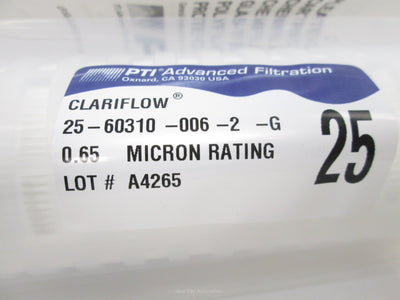 PTI Advanced Filtration
Oxnard, CA 93030 USA
CLARIFLOW®
25-60310-006-2 -G
0.65 MICRON RATING
LOT # A4265
25